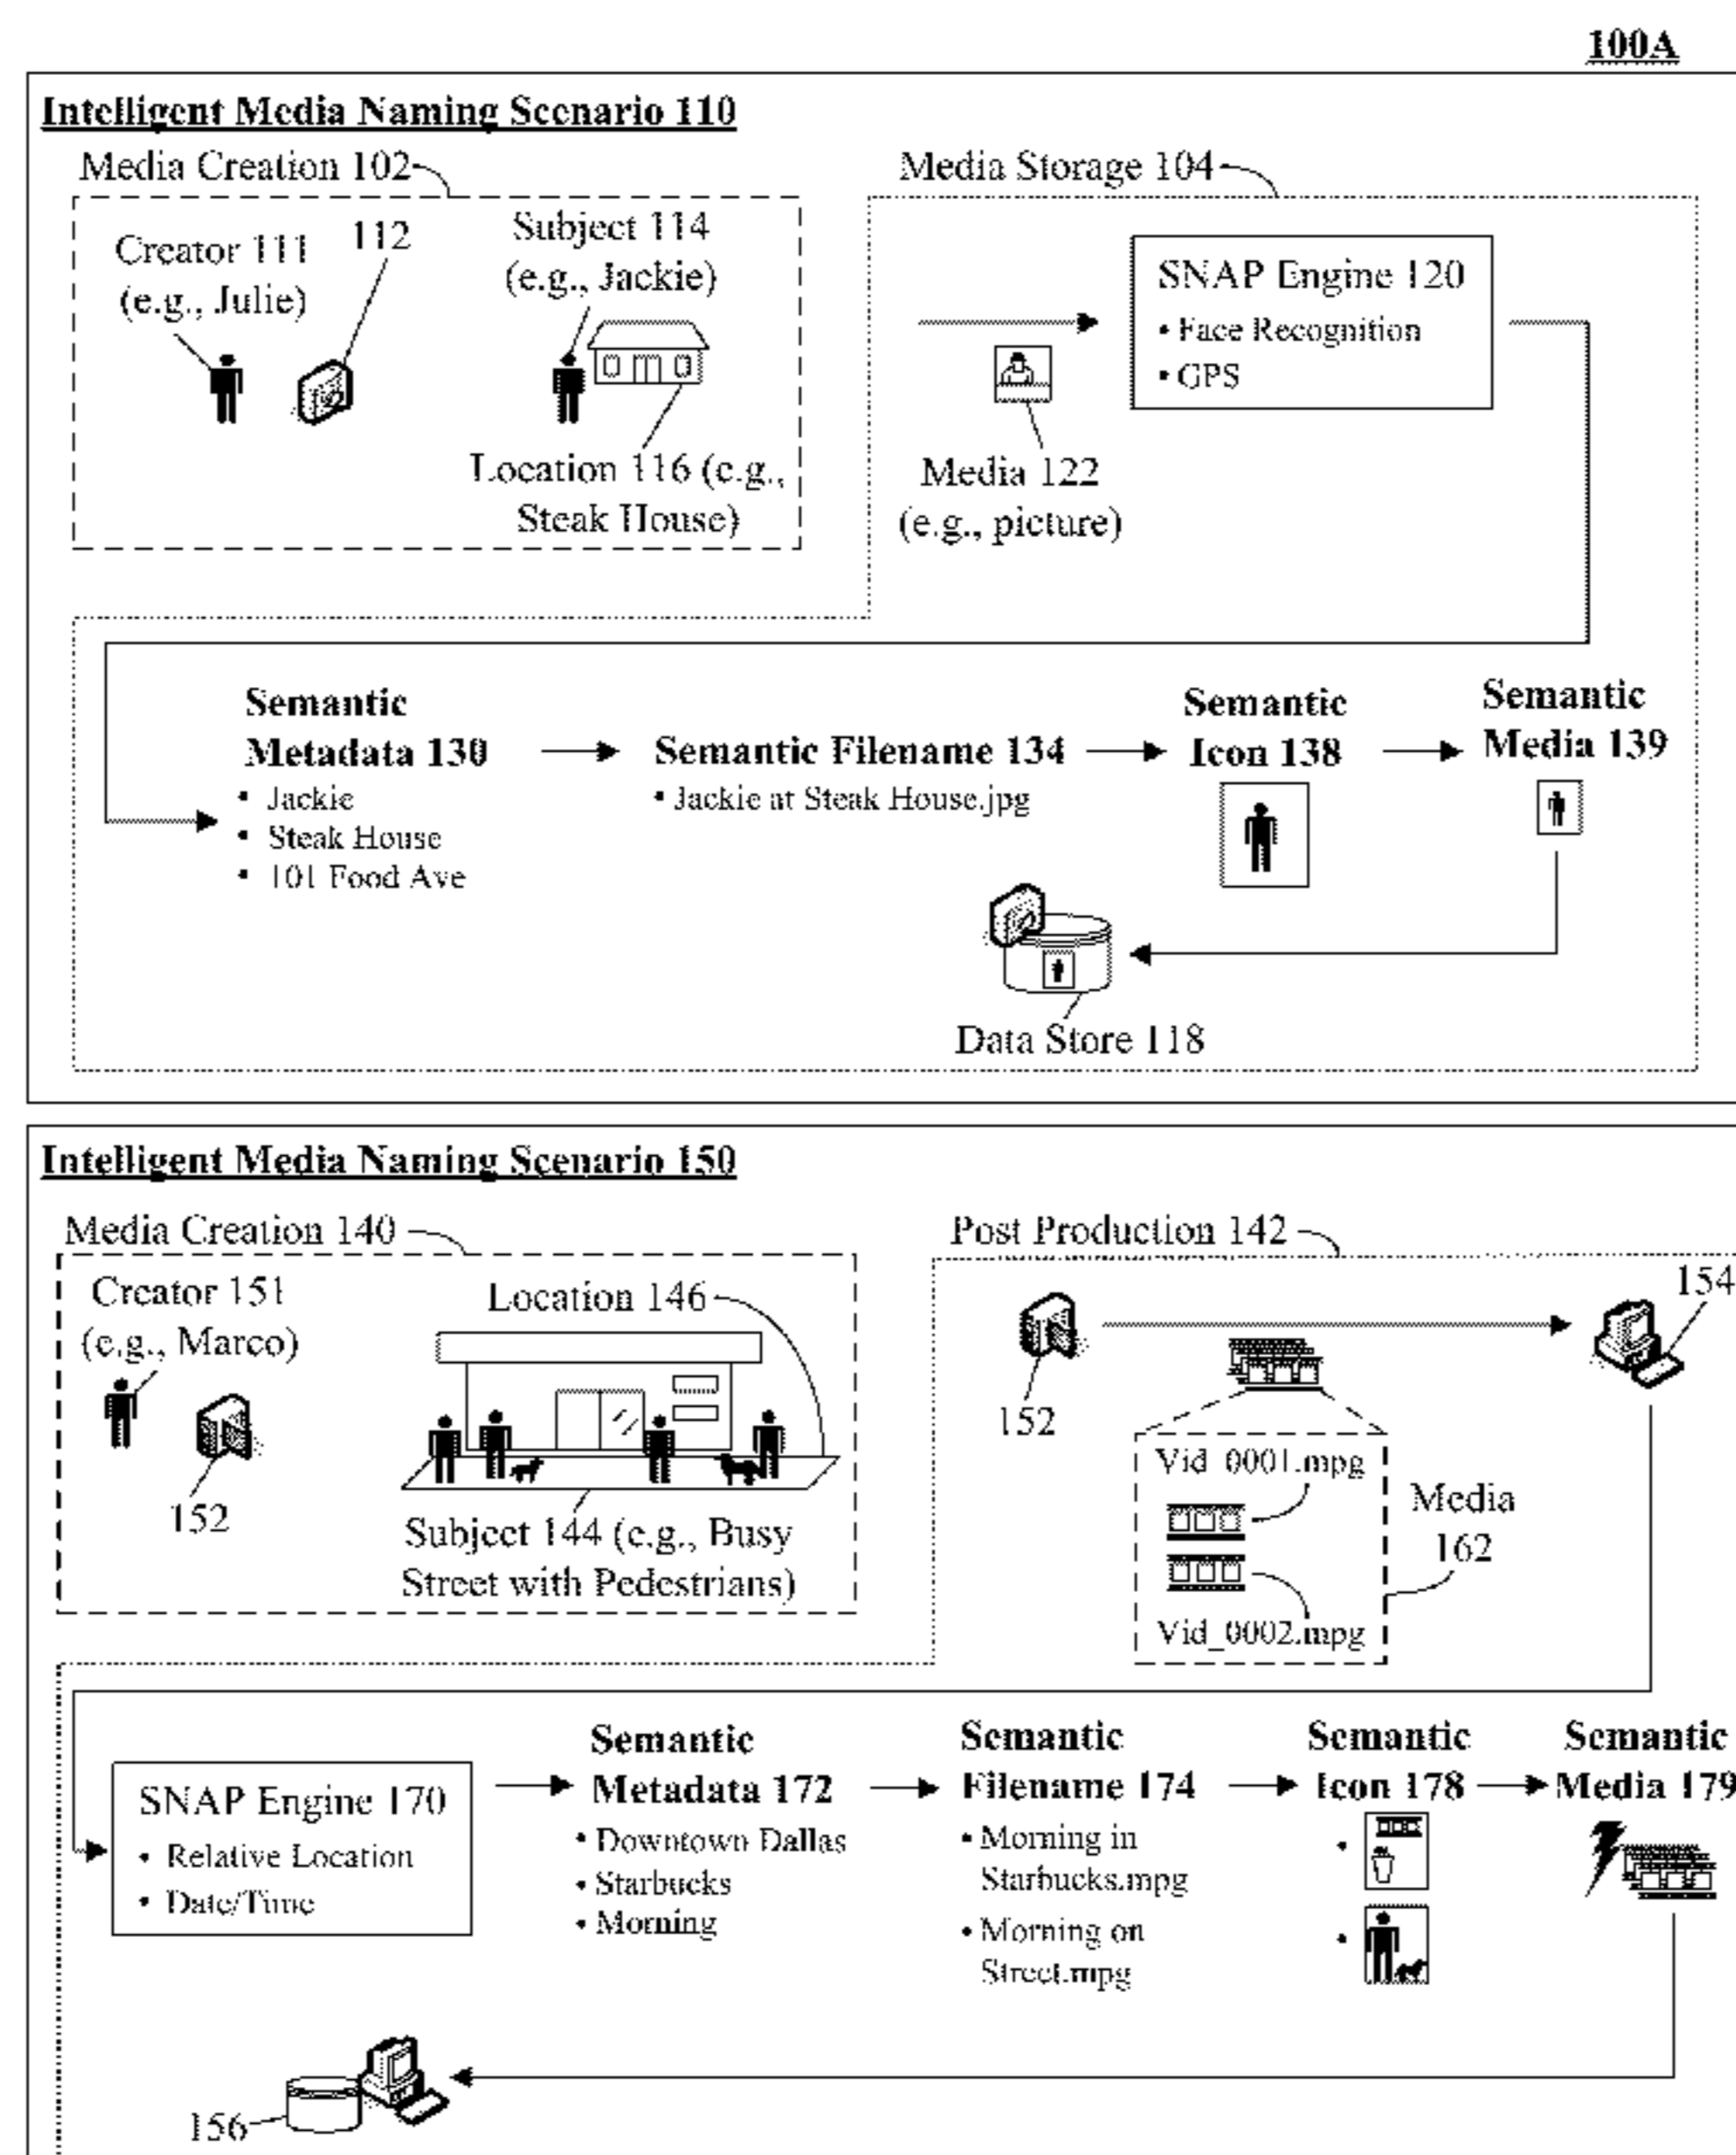 100A
Intelligent Media Naming Scenario 110
Media Creation 102
Creator 111
(e.g., Julie)
112
Subject 114
(e.g., Jackie)
Location 116 (e.g.,
Steak House)
Media Storage 104
SNAP Engine 120
• Face Recognition
• GPS
Media 122
(e.g., picture)
Semantic
Metadata 130
• Jackie
• Steak House
• 101 Food Ave
Semantic Filename 134
• Jackie at Steak House.jpg
Semantic
Icon 138
Semantic
Media 139
Data Store 118
Intelligent Media Naming Scenario 150
Media Creation 140
Creator 151
(e.g., Marco)
152
Location 146
Subject 144 (e.g., Busy
Street with Pedestrians)
Post Production 142
152
154
Vid_0001.mpg
Vid_0002.mpg
Media
162
SNAP Engine 170
• Relative Location
• Date/Time
Semantic
Metadata 172
• Downtown Dallas
• Starbucks
• Morning
Semantic
Filename 174
• Morning in
Starbucks.mpg
• Morning on
Street.mpg
Semantic
Icon 178
Semantic
Media 179
156